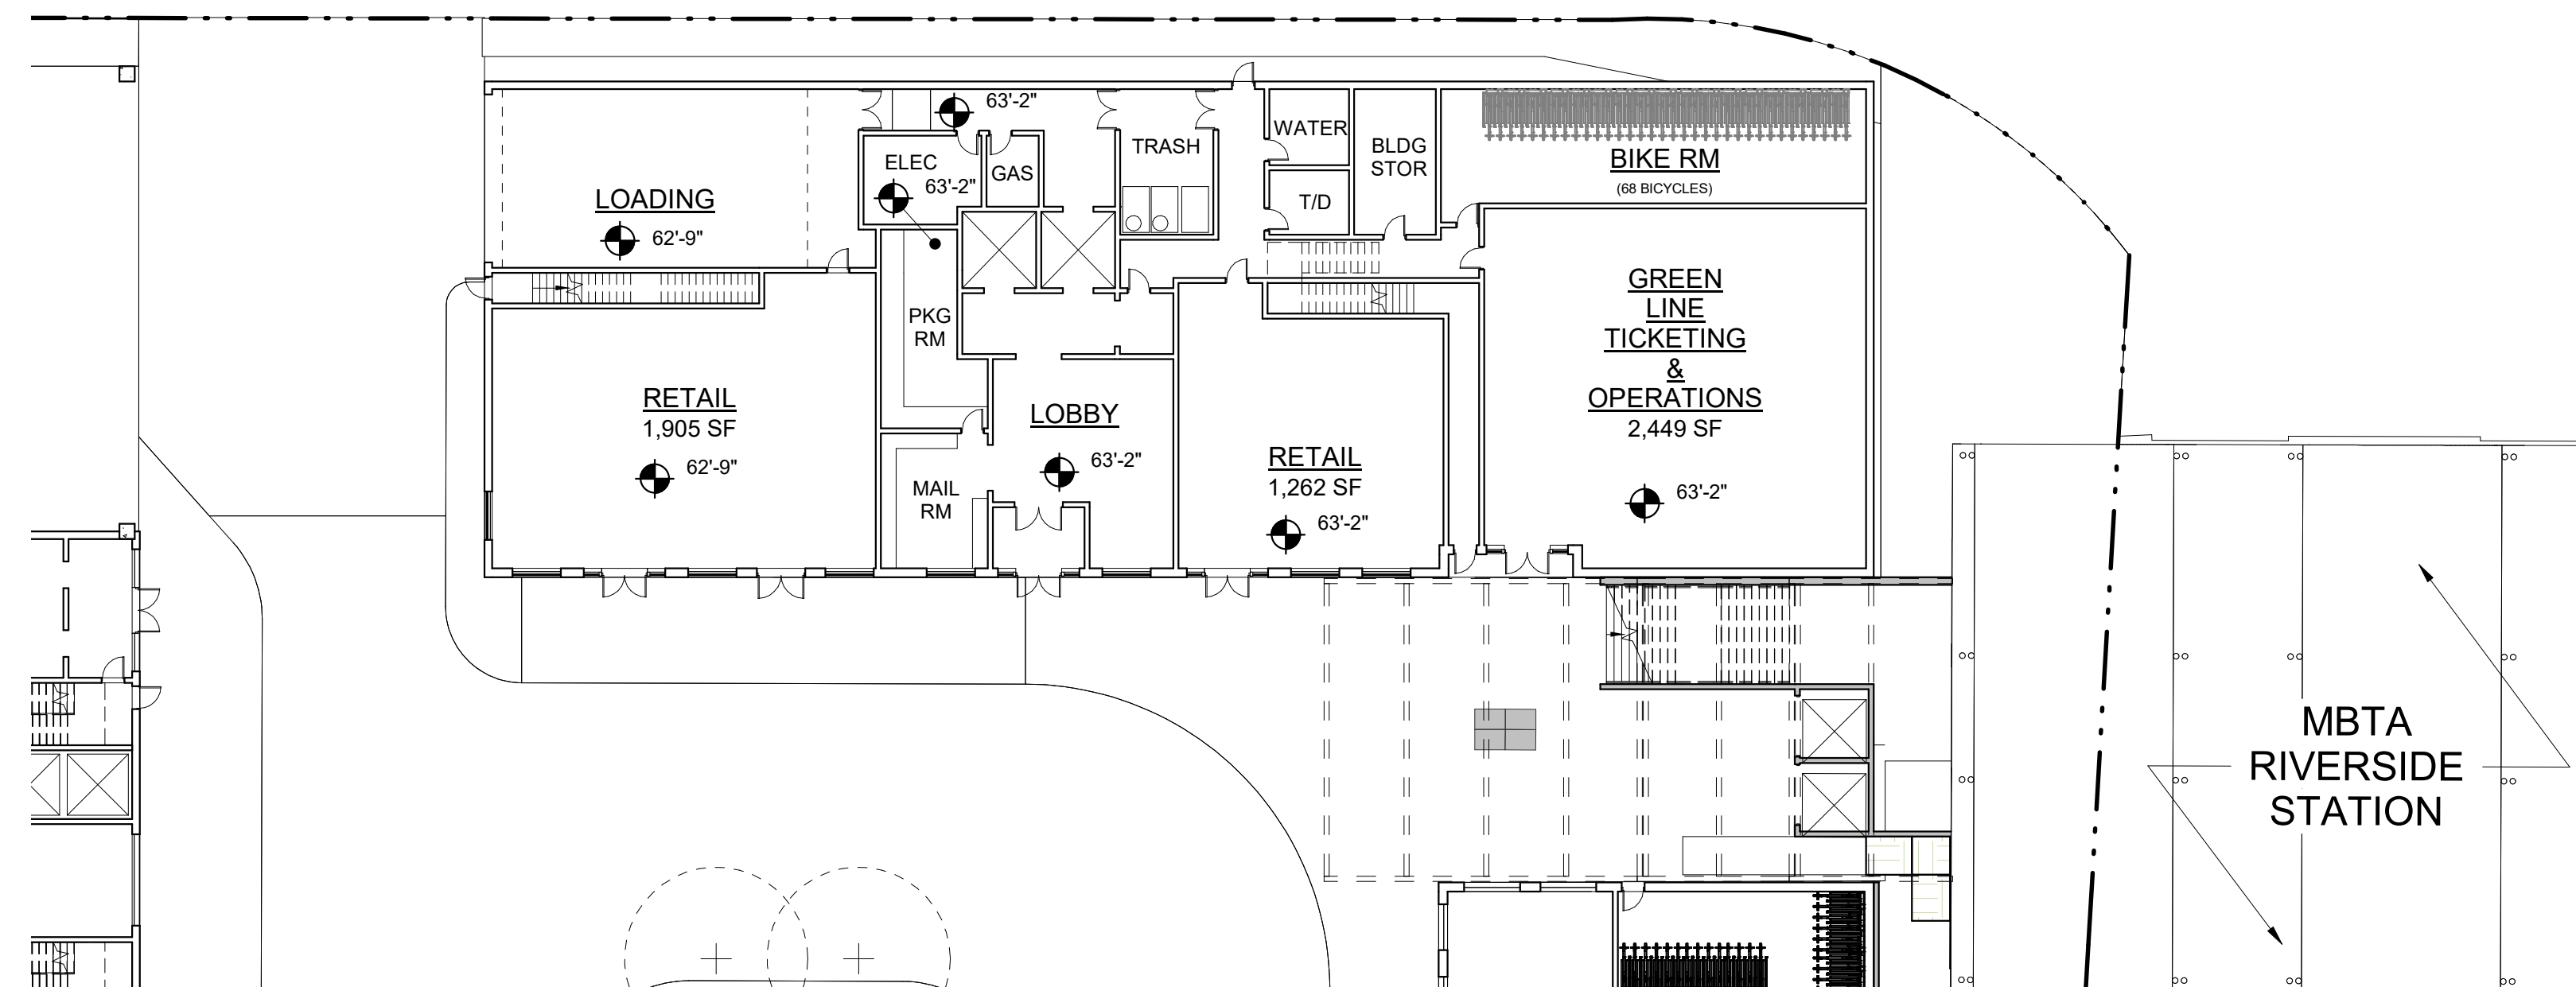 63'-2"
WATER
TRASH
BLDG
STOR
BIKE RM
(68 BICYCLES)
ELEC
63'-2"
GAS
T/D
LOADING
62'-9"
GREEN
LINE
TICKETING
&
OPERATIONS
2,449 SF
63'-2"
PKG
RM
RETAIL
1,905 SF
62'-9"
LOBBY
63'-2"
RETAIL
1,262 SF
63'-2"
MAIL
RM
MBTA
RIVERSIDE
STATION